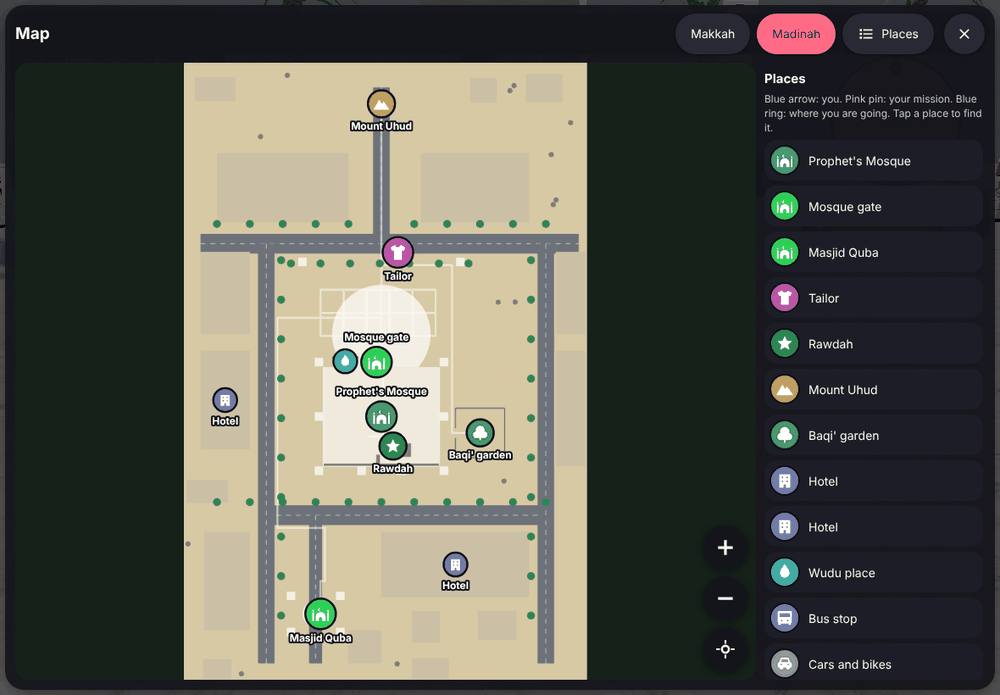 Map
Makkah
Madinah
Places
Mount Uhud
Tailor
Mosque gate
Prophet's Mosque
Hotel
Rawdah
Baqi' garden
Hotel
Masjid Quba
Places
Blue arrow: you. Pink pin: your mission. Blue
ring: where you are going. Tap a place to find
it.
Prophet's Mosque
Mosque gate
Masjid Quba
Tailor
Rawdah
Mount Uhud
Baqi' garden
Hotel
Hotel
Wudu place
Bus stop
Cars and bikes